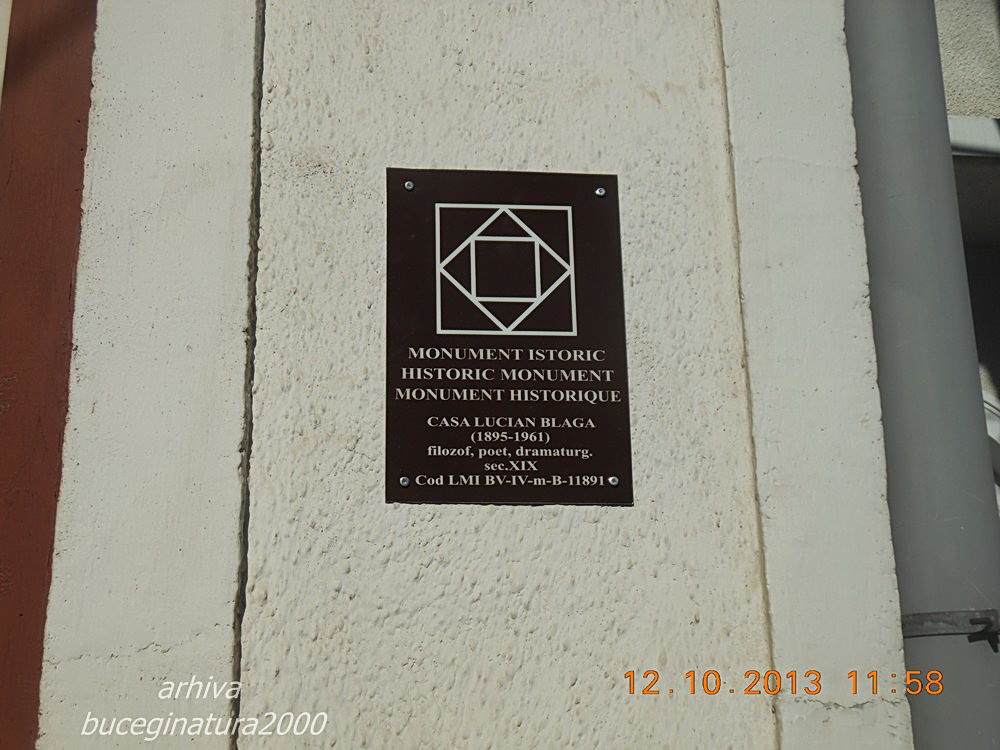 MONUMENT ISTORIC
HISTORIC MONUMENT
MONUMENT HISTORIQUE
CASA LUCIAN BLAGA
(1895-1961)
filozof, poet, dramaturg.
sec.XIX
Cod LMI BV-IV-m-B-11891
12.10.2013 11:58
arhiva
buceginatura2000